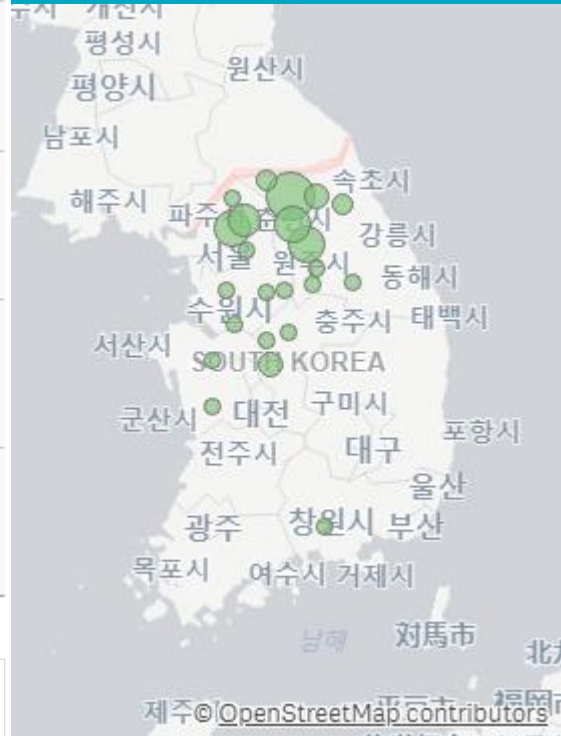 개천시
평성시
원산시
평양시
남포시
속초시
해주시
파주
강릉시
서울
원주시
동해시
수원시
충주시
태백시
서산시
SOUTH KOREA
구미시
군산시
대전
포항시
전주시
대구
울산
창원시
부산
광주
목포시
여수시
거제시
남해
対馬市
제주
© OpenStreetMap contributors